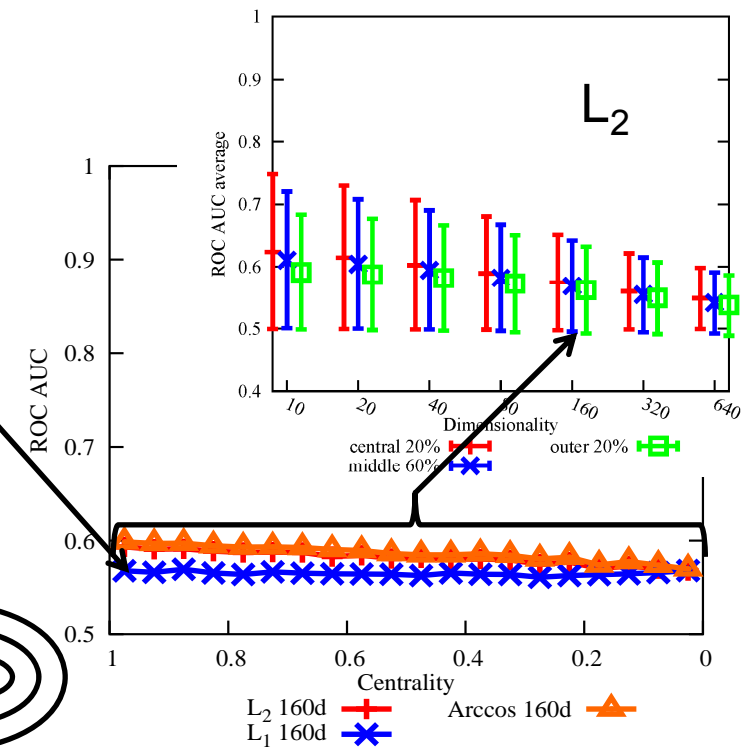 1
0.9
0.8
L₂
0.7
0.6
0.5
0.4
ROC AUC average
10 20 40 80 160 320 640
Dimensionality
central 20% outer 20%
middle 60%
1
0.9
0.8
0.7
0.6
0.5
ROC AUC
1 0.8 0.6 0.4 0.2 0
Centrality
L₂ 160d Arccos 160d
L₁ 160d